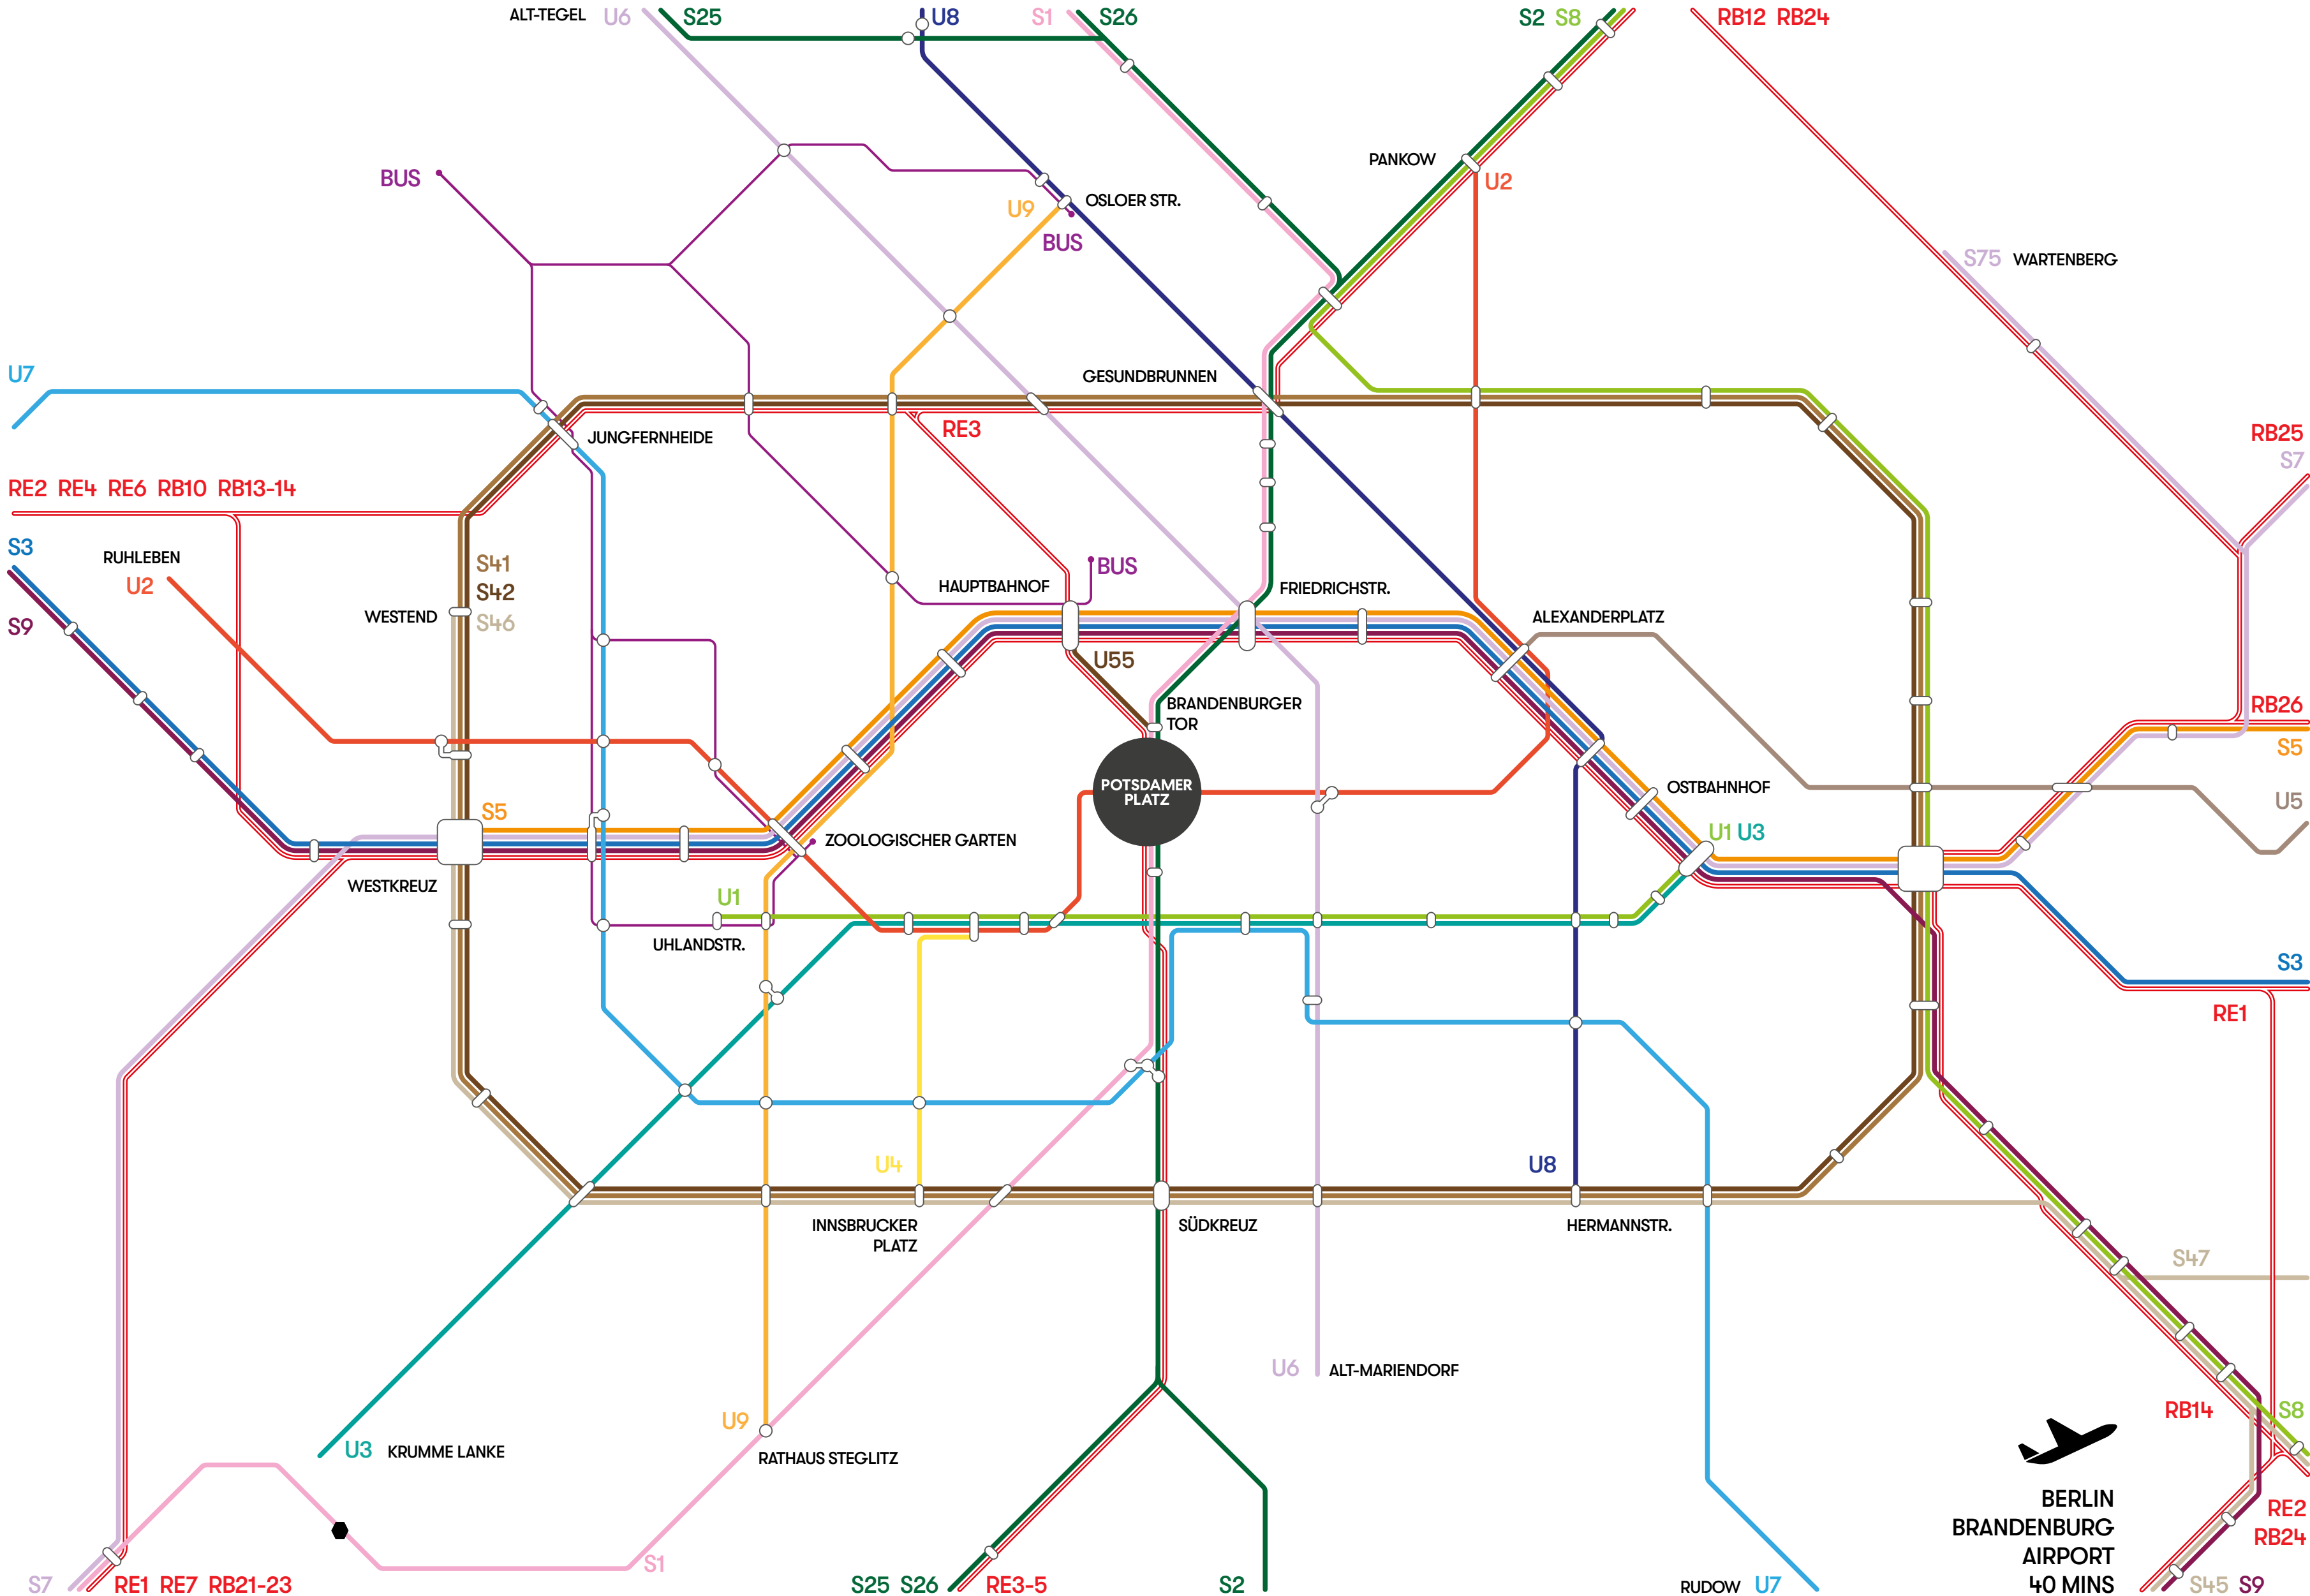 ALT-TEGEL U6 S25 U8 S1 S26 S2 S8 RB12 RB24
PANKOW
BUS
U2
OSLOER STR.
U9
BUS
S75 WARTENBERG
U7
GESUNDBRUNNEN
RE3
JUNGFERNHEIDE
RB25
S7
RE2 RE4 RE6 RB10 RB13-14
S3
RUHLEBEN
U2
S41
S42
S46
WESTEND
S9
HAUPTBAHNOF
BUS
FRIEDRICHSTR.
ALEXANDERPLATZ
U55
BRANDENBURGER
TOR
RB26
S5
POTSDAMER
PLATZ
OSTBAHNHOF
U5
S5
U1 U3
ZOOLOGISCHER GARTEN
WESTKREUZ
U1
UHLANDSTR.
S3
RE1
U4
U8
INNSBRUCKER
PLATZ
SÜDKREUZ
HERMANNSTR.
S47
U6 ALT-MARIENDORF
RB14 S8
U9
U3 KRUMME LANKE
RATHAUS STEGLITZ
BERLIN
BRANDENBURG
AIRPORT
40 MINS
RE2
RB24
S1
S7 RE1 RE7 RB21-23
S25 S26 RE3-5
S2
RUDOW U7
S45 S9